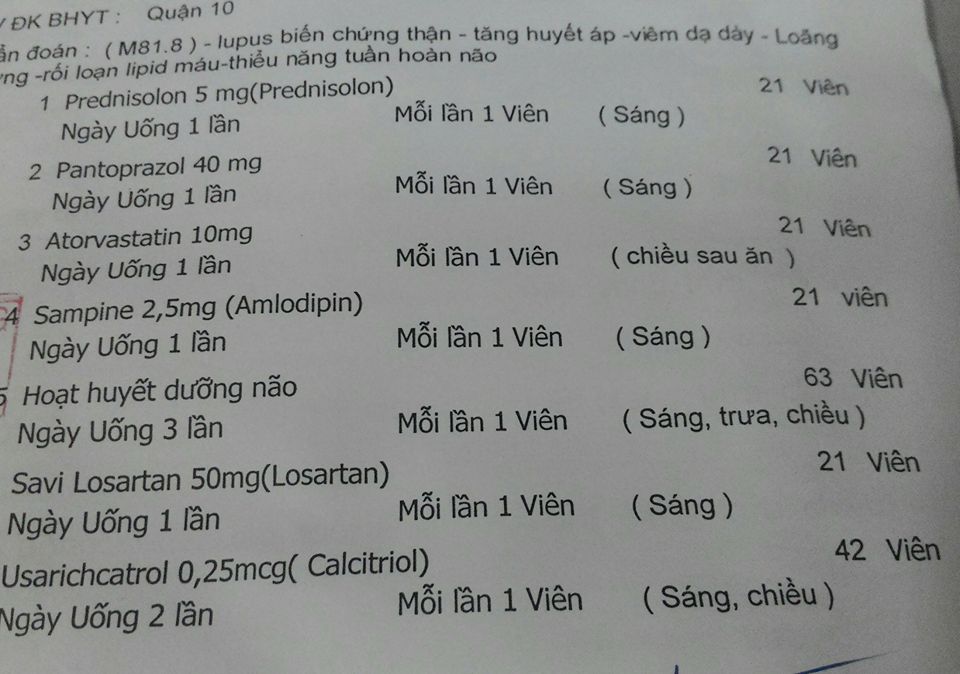 ĐK BHYT : Quận 10
đoán : ( M81.8 ) - lupus biến chứng thận - tăng huyết áp -viêm dạ dày - Loãng
-rối loạn lipid máu-thiểu năng tuần hoàn não
1 Prednisolon 5 mg(Prednisolon) 21 Viên
Ngày Uống 1 lần Mỗi lần 1 Viên ( Sáng )
2 Pantoprazol 40 mg 21 Viên
Ngày Uống 1 lần Mỗi lần 1 Viên ( Sáng )
3 Atorvastatin 10mg 21 Viên
Ngày Uống 1 lần Mỗi lần 1 Viên ( chiều sau ăn )
4 Sampine 2,5mg (Amlodipin) 21 viên
Ngày Uống 1 lần Mỗi lần 1 Viên ( Sáng )
5 Hoạt huyết dưỡng não 63 Viên
Ngày Uống 3 lần Mỗi lần 1 Viên ( Sáng, trưa, chiều )
Savi Losartan 50mg(Losartan) 21 Viên
Ngày Uống 1 lần Mỗi lần 1 Viên ( Sáng )
Usarichcatrol 0,25mcg( Calcitriol) 42 Viên
Ngày Uống 2 lần Mỗi lần 1 Viên ( Sáng, chiều )